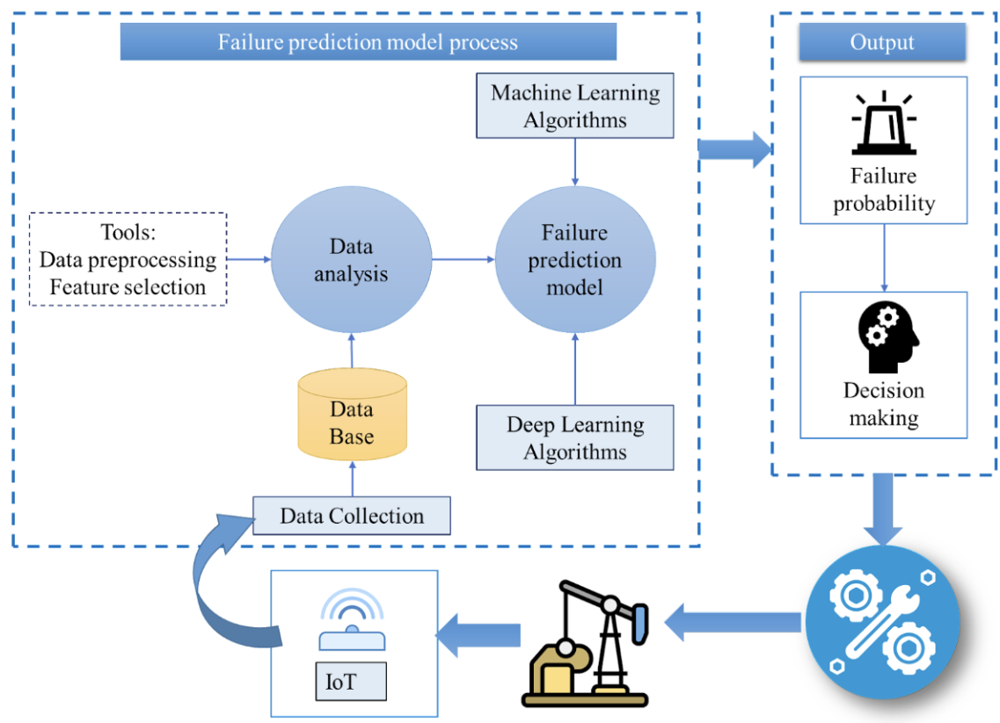 Failure prediction model process
Output
Machine Learning
Algorithms
Failure
probability
Tools:
Data preprocessing
Feature selection
Data
analysis
Failure
prediction
model
Decision
making
Data
Base
Deep Learning
Algorithms
Data Collection
IoT